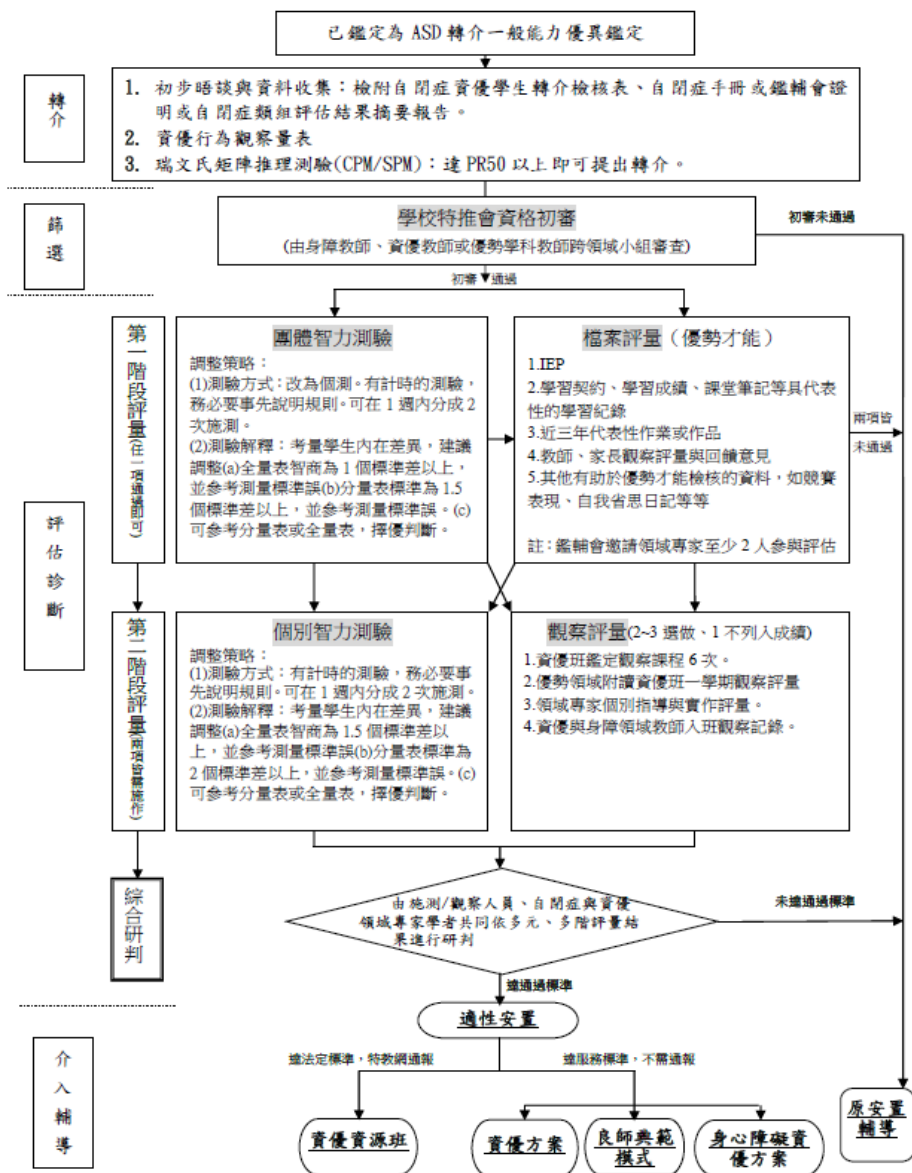 已鑑定為 ASD 轉介一般能力優異鑑定
轉介
1. 初步晤談與資料收集：檢附自閉症資優學生轉介檢核表、自閉症手冊或鑑輔會證
明或自閉症類組評估結果摘要報告。
2. 資優行為觀察量表
3. 瑞文氏矩陣推理測驗(CPM/SPM)：達 PR50 以上即可提出轉介。
篩選
學校特推會資格初審
(由身障教師、資優教師或優勢學科教師跨領域小組審查)
初審未通過
初審 通過
評估診斷
第一階段評量(任一項通過即可)
團體智力測驗
調整策略：
(1)測驗方式：改為個測。有計時的測驗，
務必要事先說明規則。可在 1 週內分成 2
次施測。
(2)測驗解釋：考量學生內在差異，建議
調整(a)全量表智商為 1 個標準差以上，
並參考測量標準誤(b)分量表標準為 1.5
個標準差以上，並參考測量標準誤。(c)
可參考分量表或全量表，擇優判斷。
檔案評量（優勢才能）
1.IEP
2.學習契約、學習成績、課堂筆記等具代表
性的學習紀錄
3.近三年代表性作業或作品
4.教師、家長觀察評量與回饋意見
5.其他有助於優勢才能檢核的資料，如競賽
表現、自我省思日記等等
註：鑑輔會邀請領域專家至少 2 人參與評估
兩項皆
未通過
第二階段評量(兩項皆需施作)
個別智力測驗
調整策略：
(1)測驗方式：有計時的測驗，務必要事
先說明規則。可在 1 週內分成 2 次施測。
(2)測驗解釋：考量學生內在差異，建議
調整(a)全量表智商為 1.5 個標準差以
上，並參考測量標準誤(b)分量表標準為
2 個標準差以上，並參考測量標準誤。(c)
可參考分量表或全量表，擇優判斷。
觀察評量(2~3 選做、1 不列入成績)
1.資優班鑑定觀察課程 6 次。
2.優勢領域附讀資優班一學期觀察評量
3.領域專家個別指導與實作評量。
4.資優與身障領域教師入班觀察記錄。
綜合研判
由施測/觀察人員、自閉症與資優
領域專家學者共同依多元、多階評量結
果進行研判
未達通過標準
達通過標準
適性安置
介入輔導
達法定標準，特教網通報
達服務標準，不需通報
資優資源班
資優方案
良師典範
模式
身心障礙資
優方案
原安置
輔導